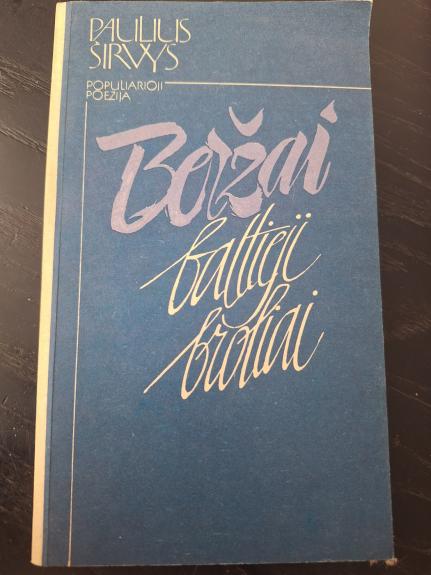 PAULIUS
ŠIRVYS
POPULIARIOJI
POEZIJA
Beržai
baltieji
broliai